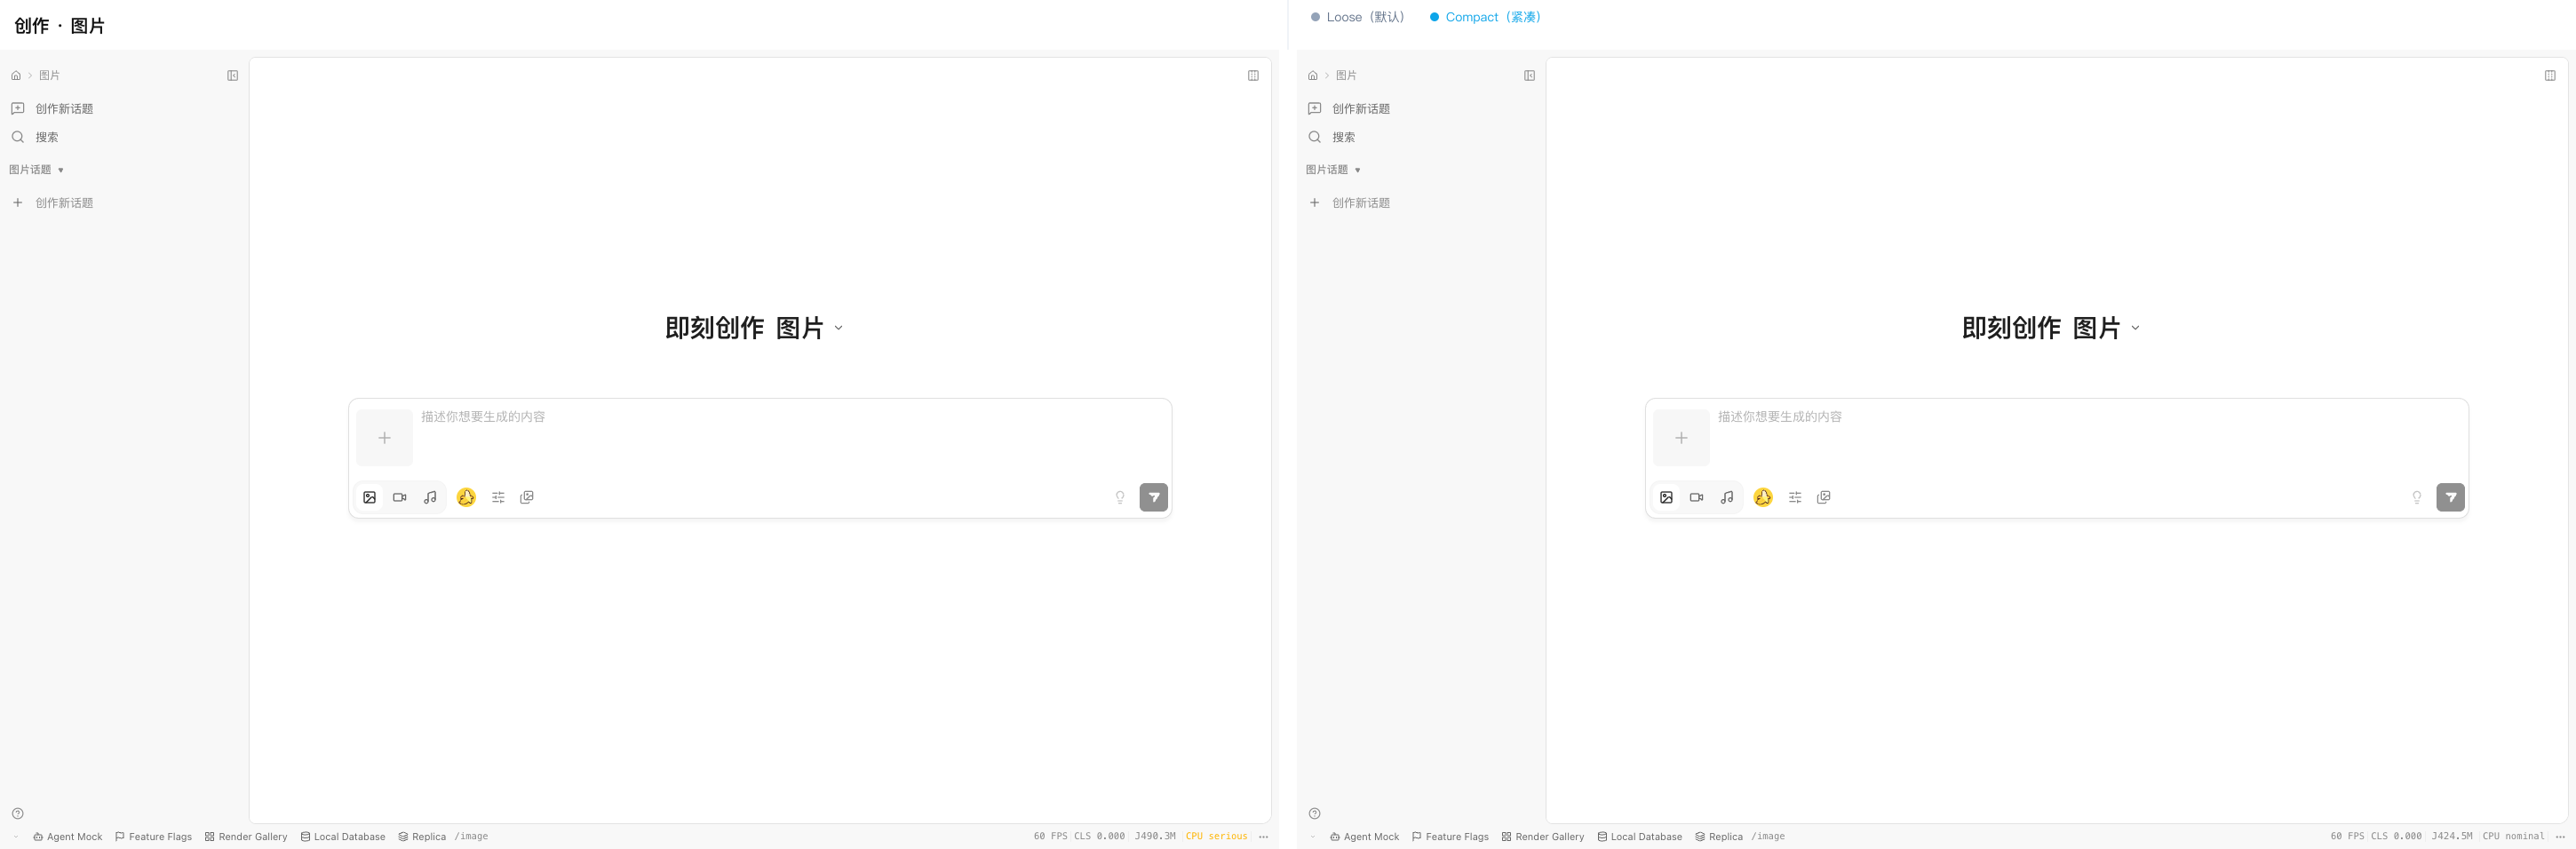 创作 · 图片
Loose（默认） Compact（紧凑）
图片
创作新话题
搜索
图片话题
创作新话题
即刻创作 图片
描述你想要生成的内容
Agent Mock Feature Flags Render Gallery Local Database Replica /image 60 FPS CLS 0.000 J490.3M CPU serious
图片
创作新话题
搜索
图片话题
创作新话题
即刻创作 图片
描述你想要生成的内容
Agent Mock Feature Flags Render Gallery Local Database Replica /image 60 FPS CLS 0.000 J424.5M CPU nominal